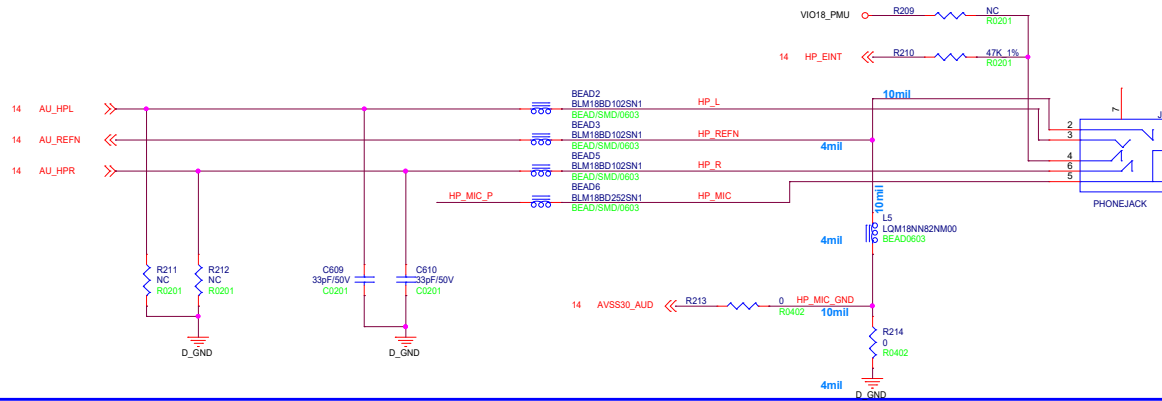 VIO18_PMU R209 NC
R0201
14 HP_EINT R210 47K_1%
R0201
10mil
7
J
BEAD2
14 AU_HPL BLM18BD102SN1 HP_L
BEAD/SMD/0603
BEAD3
14 AU_REFN BLM18BD102SN1 HP_REFN
BEAD/SMD/0603
4mil
BEAD5
14 AU_HPR BLM18BD102SN1 HP_R
BEAD/SMD/0603
BEAD6
HP_MIC_P BLM18BD252SN1 HP_MIC
BEAD/SMD/0603
2
3
4
6
5
PHONEJACK
10mil
L5
LQM18NN82NM00
BEAD0603
4mil
R211
NC
R0201
R212
NC
R0201
C609
33pF/50V
C0201
C610
33pF/50V
C0201
14 AVSS30_AUD R213 0 HP_MIC_GND
R0402 10mil
R214
0
R0402
D_GND
D_GND
4mil
D_GND